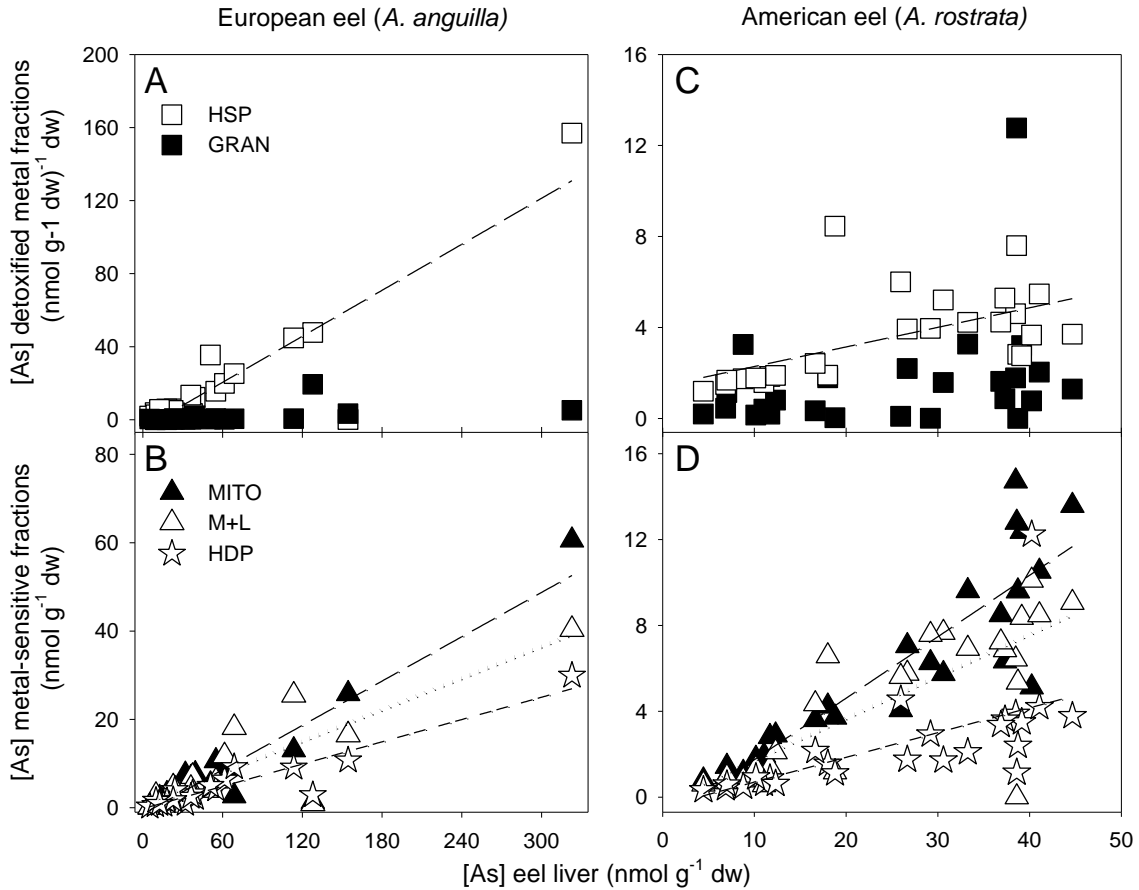 European eel (A. anguilla)
American eel (A. rostrata)
[As] detoxified metal fractions
(nmol g-1 dw)⁻¹ dw)
A
HSP
GRAN
200
160
120
80
40
0
C
16
12
8
4
0
[As] metal-sensitive fractions
(nmol g⁻¹ dw)
B
MITO
M+L
HDP
80
60
40
20
0
D
16
12
8
4
0
0 60 120 180 240 300
0 10 20 30 40 50
[As] eel liver (nmol g⁻¹ dw)